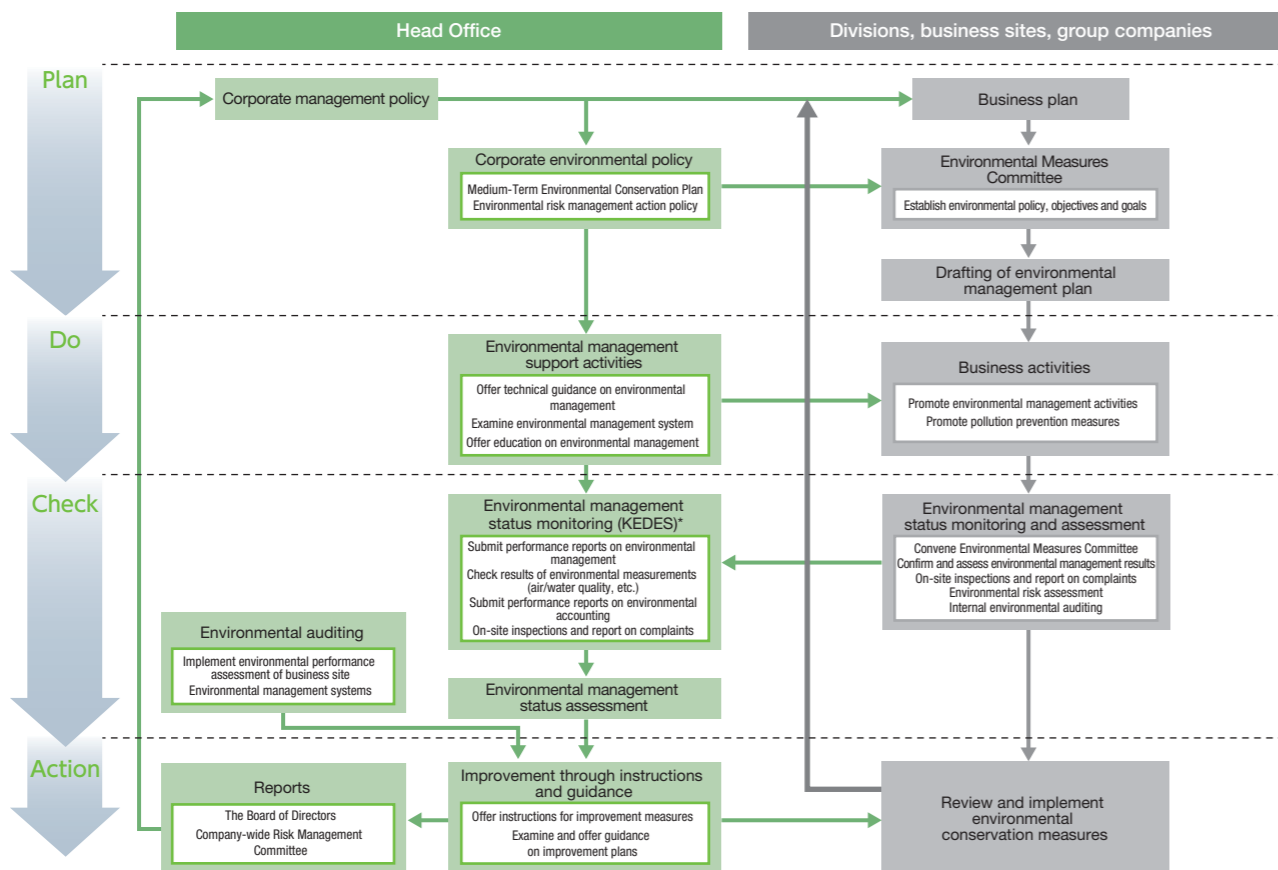 Head Office
Divisions, business sites, group companies
Plan
Corporate management policy
Business plan
Corporate environmental policy
Medium-Term Environmental Conservation Plan
Environmental risk management action policy
Environmental Measures
Committee
Establish environmental policy, objectives and goals
Drafting of environmental
management plan
Do
Environmental management
support activities
Offer technical guidance on environmental
management
Examine environmental management system
Offer education on environmental management
Business activities
Promote environmental management activities
Promote pollution prevention measures
Check
Environmental management
status monitoring (KEDES)*
Submit performance reports on environmental
management
Check results of environmental measurements
(air/water quality, etc.)
Submit performance reports on environmental
accounting
On-site inspections and report on complaints
Environmental management
status monitoring and assessment
Convene Environmental Measures Committee
Confirm and assess environmental management results
On-site inspections and report on complaints
Environmental risk assessment
Internal environmental auditing
Environmental auditing
Implement environmental performance
assessment of business site
Environmental management systems
Environmental management
status assessment
Action
Reports
The Board of Directors
Company-wide Risk Management
Committee
Improvement through instructions
and guidance
Offer instructions for improvement measures
Examine and offer guidance
on improvement plans
Review and implement
environmental
conservation measures